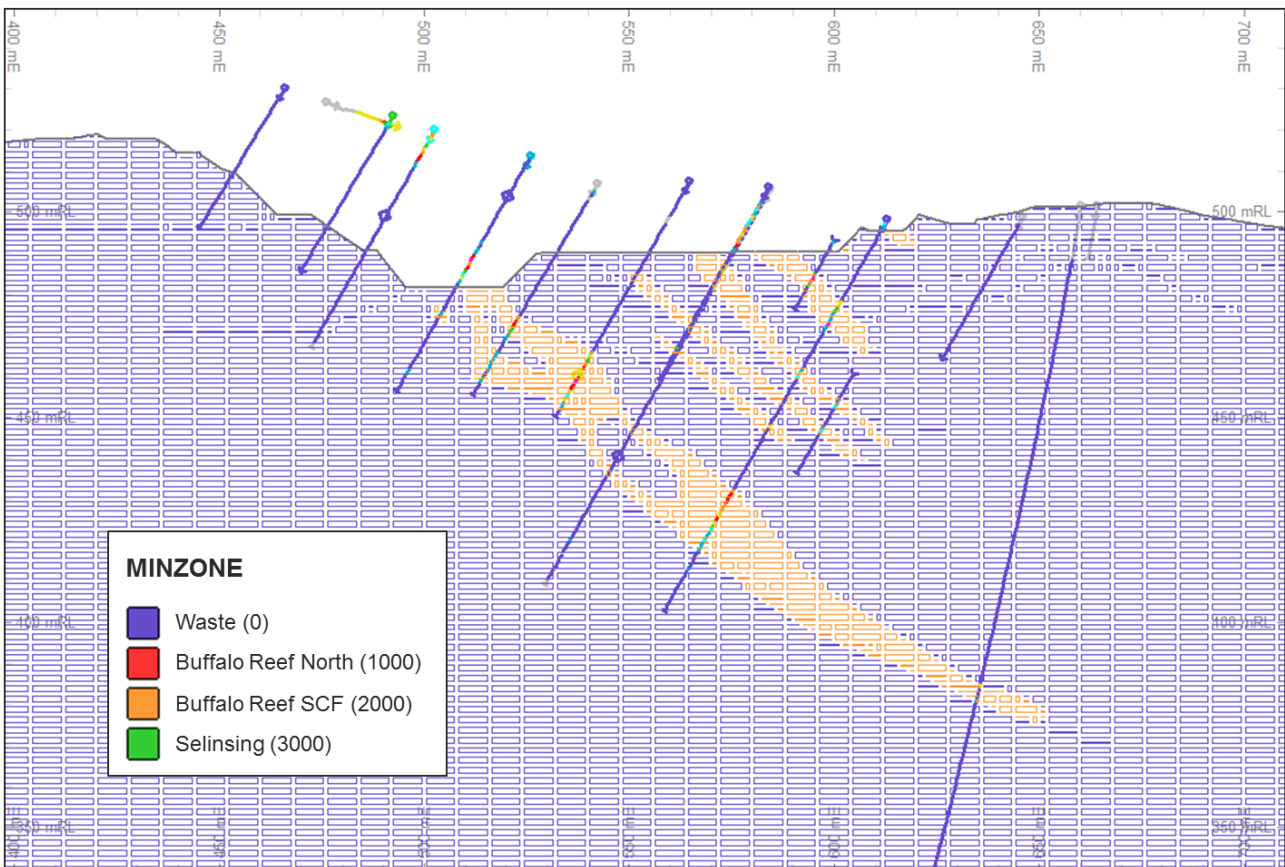 400 mE
450 mE
500 mE
550 mE
600 mE
650 mE
700 mE
500 mRL
500 mRL
450 mRL
450 mRL
MINZONE
Waste (0)
Buffalo Reef North (1000)
Buffalo Reef SCF (2000)
Selinsing (3000)
400 mRL
400 mRL
350 mRL
350 mRL